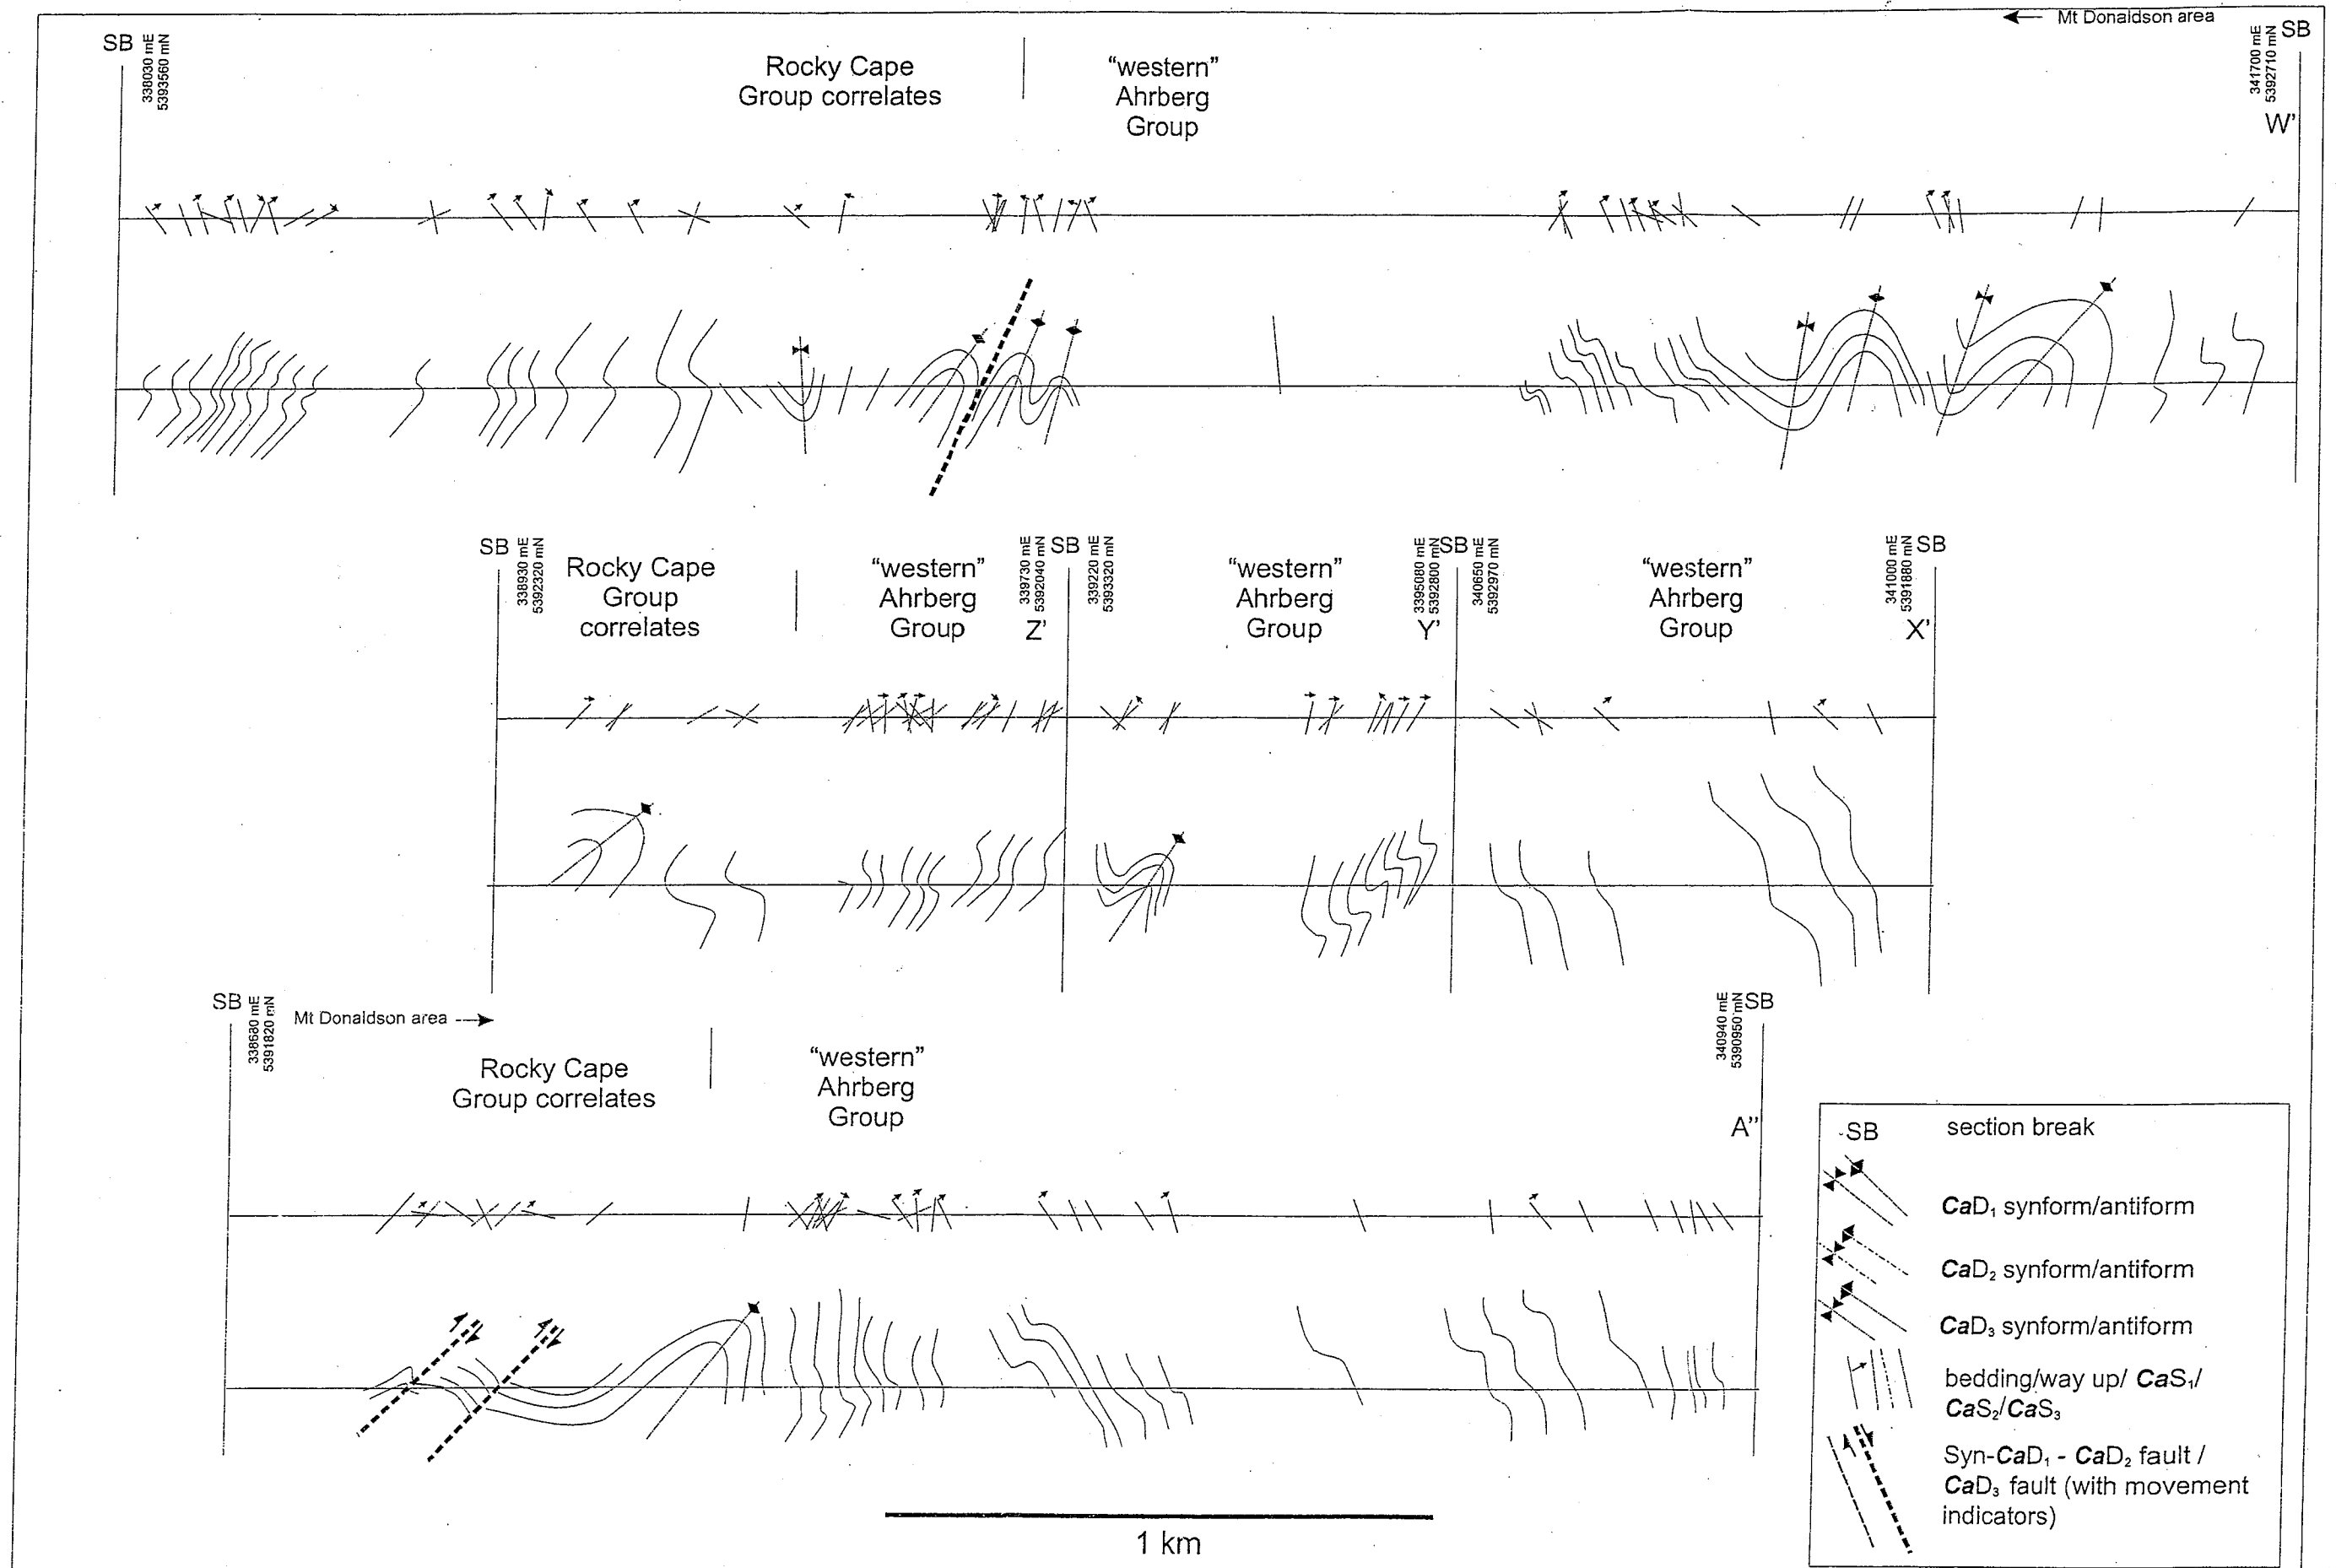 Mt Donaldson area
SB
338030 mE
5393560 mN
Rocky Cape
Group correlates
"western"
Ahrberg
Group
341700 mE
5392710 mN
SB
W'
SB
338930 mE
5392320 mN
Rocky Cape
Group
correlates
"western"
Ahrberg
Group
339730 mE
5392040 mN
Z'
SB
339220 mE
5393320 mN
"western"
Ahrberg
Group
3395080 mE
5392800 mN
Y'
SB
340650 mE
5392970 mN
"western"
Ahrberg
Group
341000 mE
5391880 mN
X'
SB
SB
338680 mE
5391820 mN
Mt Donaldson area
Rocky Cape
Group correlates
"western"
Ahrberg
Group
340940 mE
5390950 mN
SB
A''
SB section break
CaD₁ synform/antiform
CaD₂ synform/antiform
CaD₃ synform/antiform
bedding/way up/ CaS₁/
CaS₂/CaS₃
Syn-CaD₁ - CaD₂ fault /
CaD₃ fault (with movement
indicators)
1 km